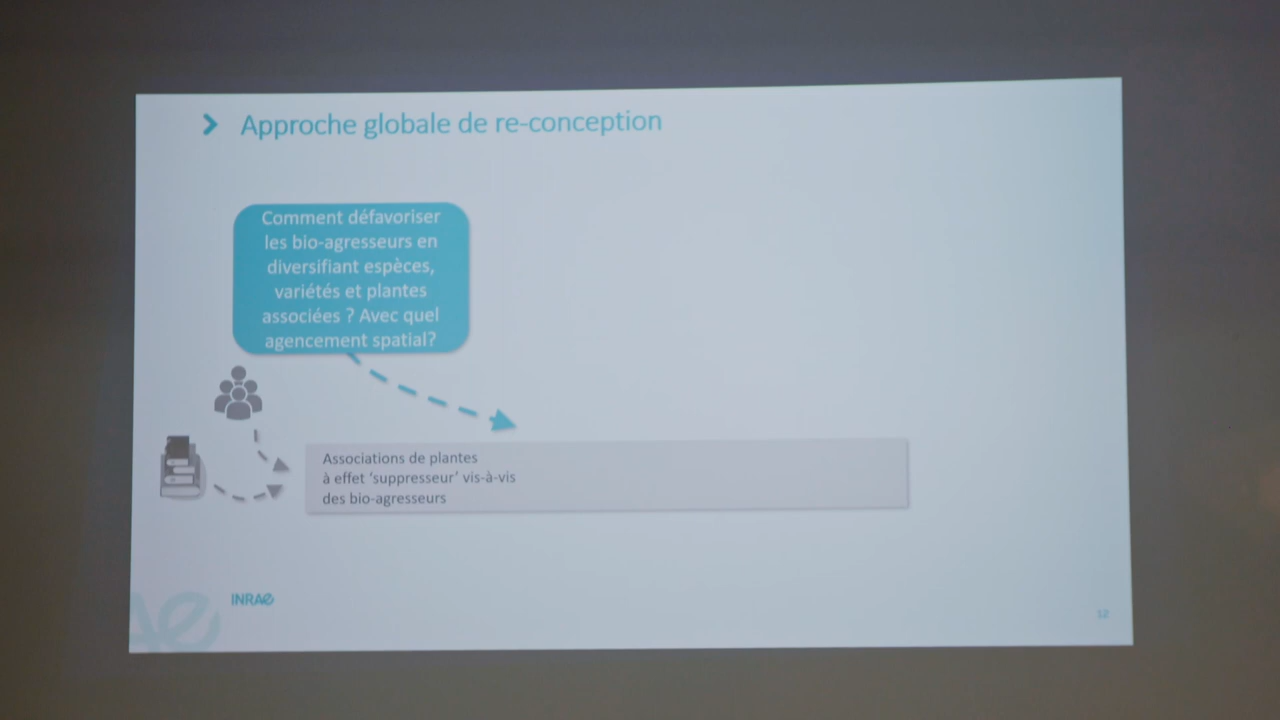 Approche globale de re-conception
Comment défavoriser
les bio-agresseurs en
diversifiant espèces,
variétés et plantes
associées ? Avec quel
agencement spatial?
Associations de plantes
à effet ‘suppresseur’ vis-à-vis
des bio-agresseurs
INRAE
12